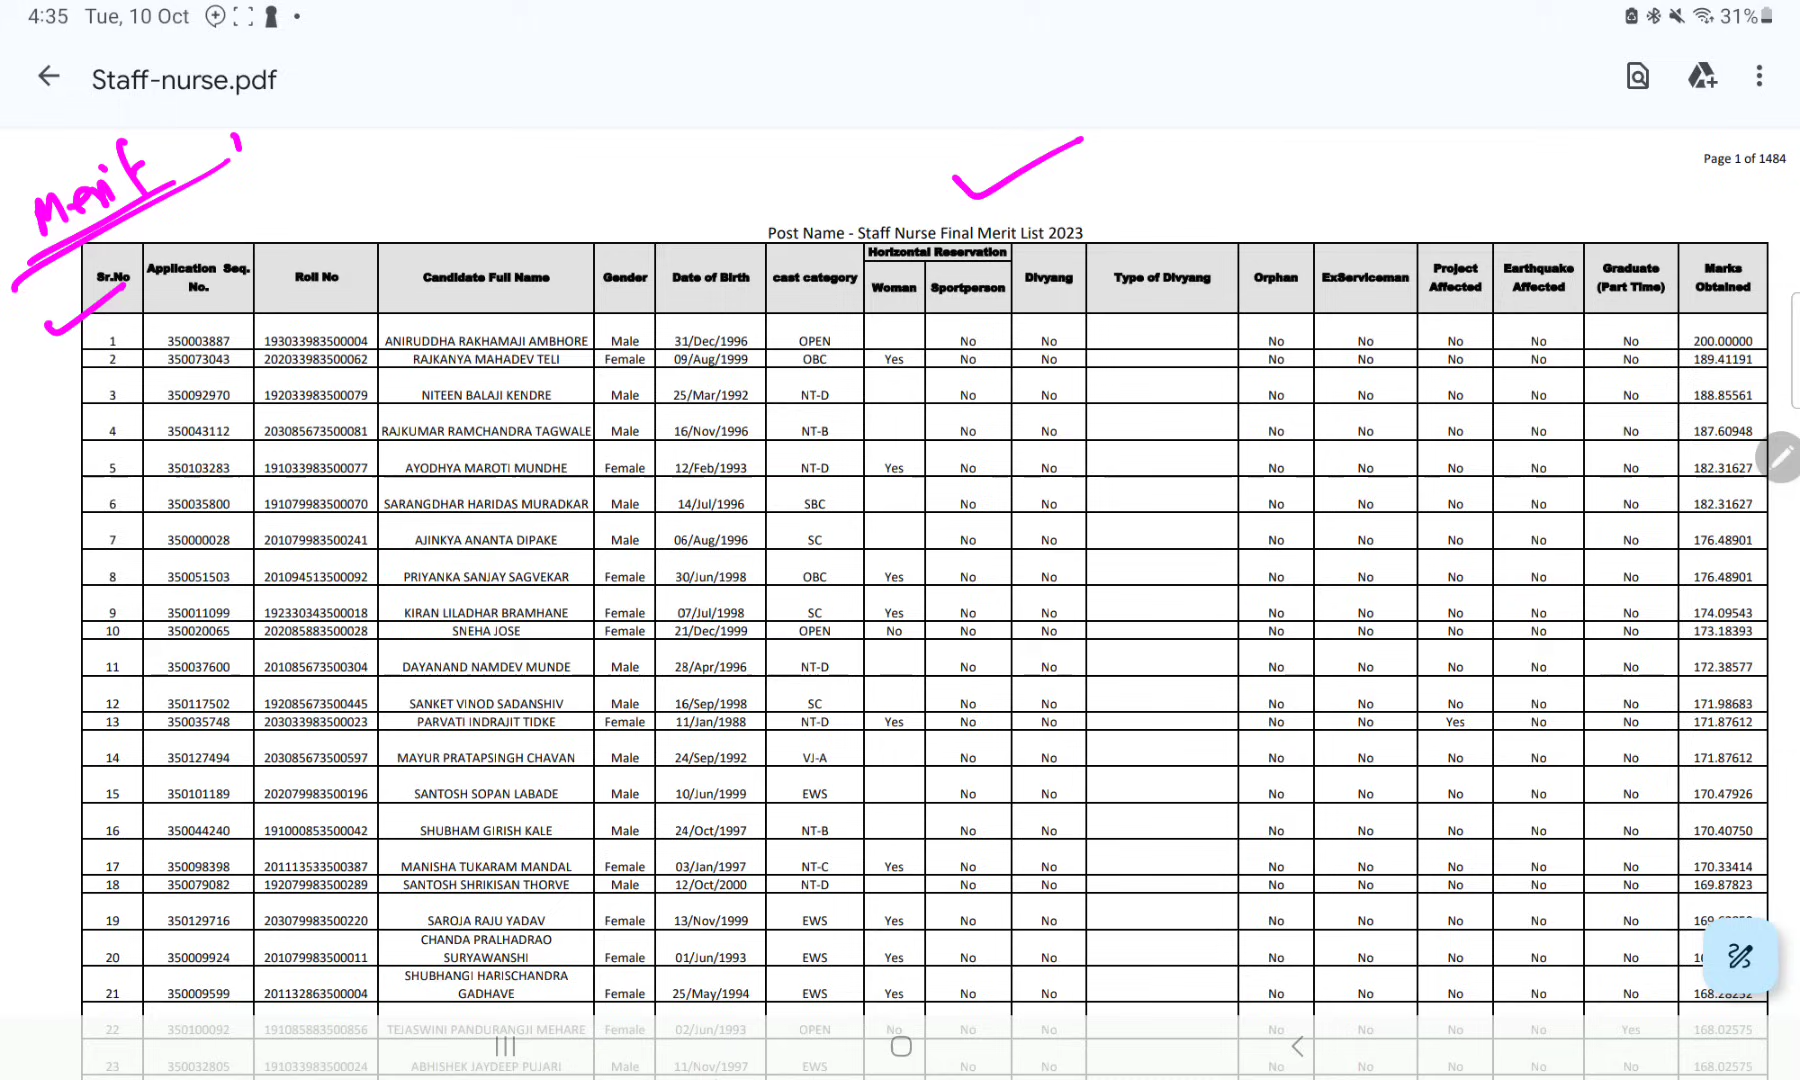 4:35 Tue, 10 Oct 31%
Staff-nurse.pdf
Merit
Page 1 of 1484
Post Name - Staff Nurse Final Merit List 2023
Sr.No Application Seq. No. Roll No Candidate Full Name Gender Date of Birth cast category Horizontal Reservation Woman Sportperson Divyang Type of Divyang Orphan ExServiceman Project Affected Earthquake Affected Graduate (Part Time) Marks Obtained
1 350003887 193033983500004 ANIRUDDHA RAKHAMAJI AMBHORE Male 31/Dec/1996 OPEN No No No No No No No 200.00000
2 350073043 202033983500062 RAJKANYA MAHADEV TELI Female 09/Aug/1999 OBC Yes No No No No No No No 189.41191
3 350092970 192033983500079 NITEEN BALAJI KENDRE Male 25/Mar/1992 NT-D No No No No No No No 188.85561
4 350043112 203085673500081 RAJKUMAR RAMCHANDRA TAGWALE Male 16/Nov/1996 NT-B No No No No No No No 187.60948
5 350103283 191033983500077 AYODHYA MAROTI MUNDHE Female 12/Feb/1993 NT-D Yes No No No No No No No 182.31627
6 350035800 191079983500070 SARANGDHAR HARIDAS MURADKAR Male 14/Jul/1996 SBC No No No No No No No 182.31627
7 350000028 201079983500241 AJINKYA ANANTA DIPAKE Male 06/Aug/1996 SC No No No No No No No 176.48901
8 350051503 201094513500092 PRIYANKA SANJAY SAGVEKAR Female 30/Jun/1998 OBC Yes No No No No No No No 176.48901
9 350011099 192330343500018 KIRAN LILADHAR BRAMHANE Female 07/Jul/1998 SC Yes No No No No No No No 174.09543
10 350020065 202085883500028 SNEHA JOSE Female 21/Dec/1999 OPEN No No No No No No No No 173.18393
11 350037600 201085673500304 DAYANAND NAMDEV MUNDE Male 28/Apr/1996 NT-D No No No No No No No 172.38577
12 350117502 192085673500445 SANKET VINOD SADANSHIV Male 16/Sep/1998 SC No No No No No No No 171.98683
13 350035748 203033983500023 PARVATI INDRAJIT TIDKE Female 11/Jan/1988 NT-D Yes No No No No Yes No No 171.87612
14 350127494 203085673500597 MAYUR PRATAPSINGH CHAVAN Male 24/Sep/1992 VJ-A No No No No No No No 171.87612
15 350101189 202079983500196 SANTOSH SOPAN LABADE Male 10/Jun/1999 EWS No No No No No No No 170.47926
16 350044240 191000853500042 SHUBHAM GIRISH KALE Male 24/Oct/1997 NT-B No No No No No No No 170.40750
17 350098398 201113533500387 MANISHA TUKARAM MANDAL Female 03/Jan/1997 NT-C Yes No No No No No No No 170.33414
18 350079082 192079983500289 SANTOSH SHRIKISAN THORVE Male 12/Oct/2000 NT-D No No No No No No No 169.87823
19 350129716 203079983500220 SAROJA RAJU YADAV Female 13/Nov/1999 EWS Yes No No No No No No No
20 350009924 201079983500011 CHANDA PRALHADRAO SURYAWANSHI Female 01/Jun/1993 EWS Yes No No No No No No No
21 350009599 201132863500004 SHUBHANGI HARISCHANDRA GADHAVE Female 25/May/1994 EWS Yes No No No No No No No 168.28252
22 350100092 191085883500856 TEJASWINI PANDURANGJI MEHARE Female 02/Jun/1993 OPEN No No No No No No No Yes 168.02575
23 350032805 191033983500024 ABHISHEK JAYDEEP PUJARI Male 11/Nov/1997 EWS No No No No No No No 168.02575